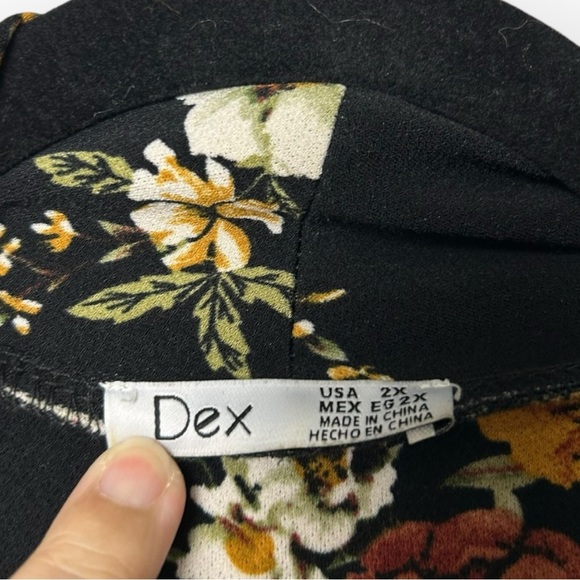 Dex
USA 2X
MEX EG 2X
MADE IN CHINA
HECHO EN CHINA